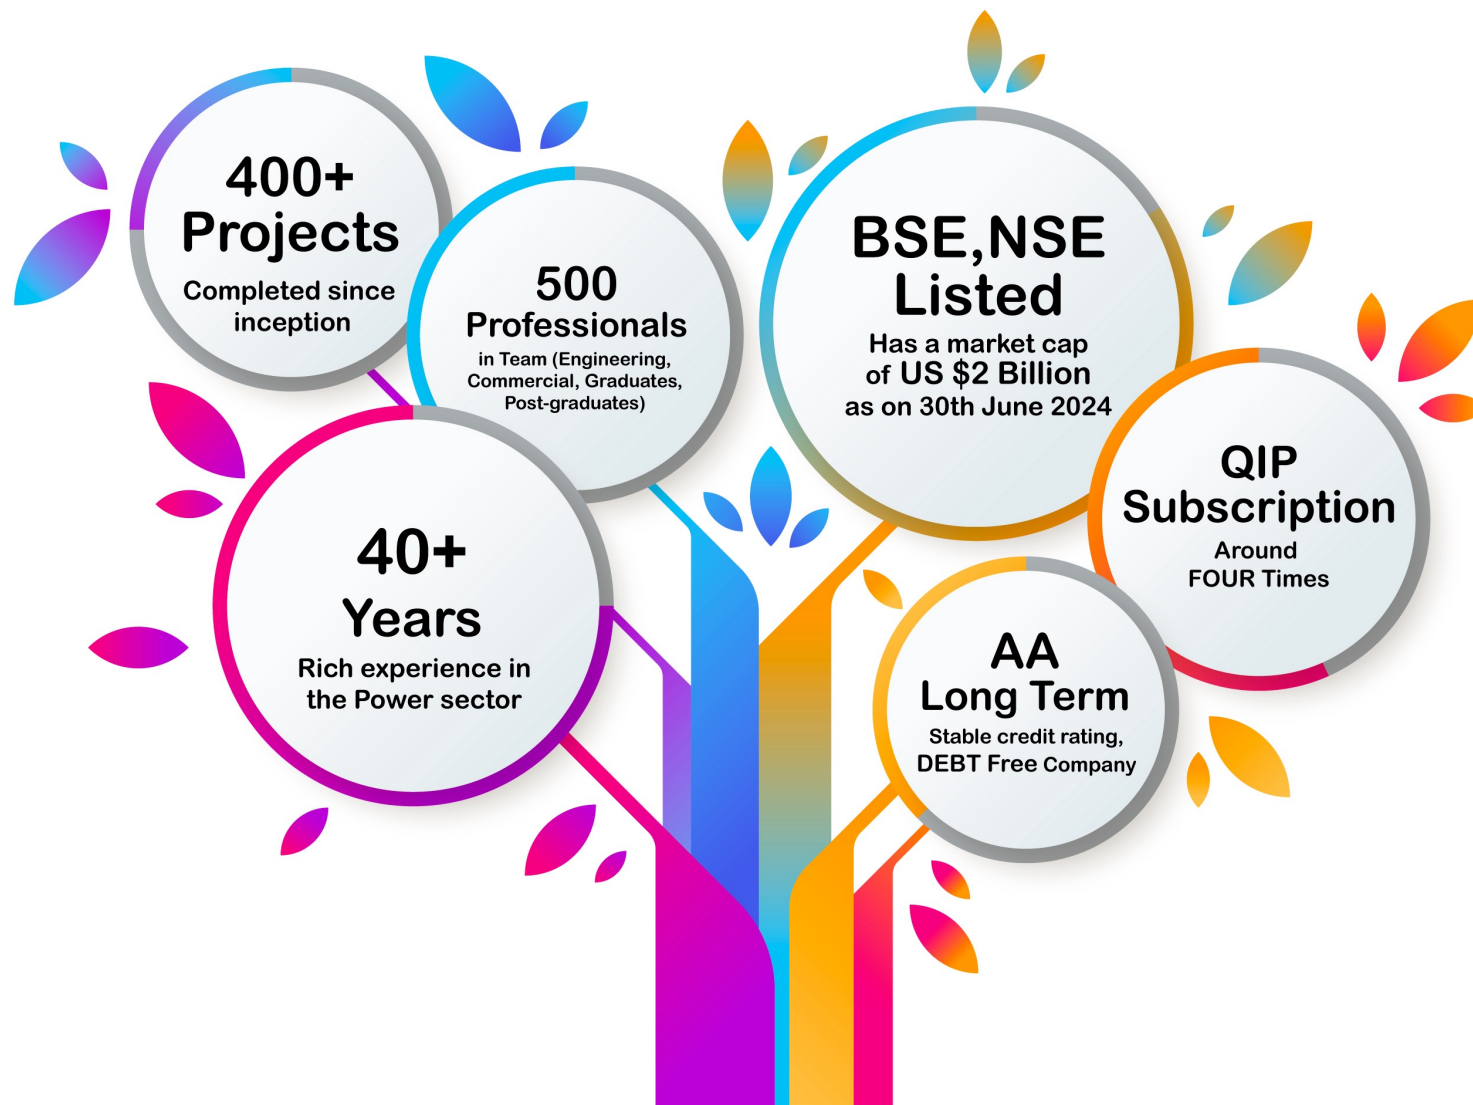 400+
Projects
Completed since
inception
500
Professionals
in Team (Engineering,
Commercial, Graduates,
Post-graduates)
40+
Years
Rich experience in
the Power sector
BSE,NSE
Listed
Has a market cap
of US $2 Billion
as on 30th June 2024
QIP
Subscription
Around
FOUR Times
AA
Long Term
Stable credit rating,
DEBT Free Company